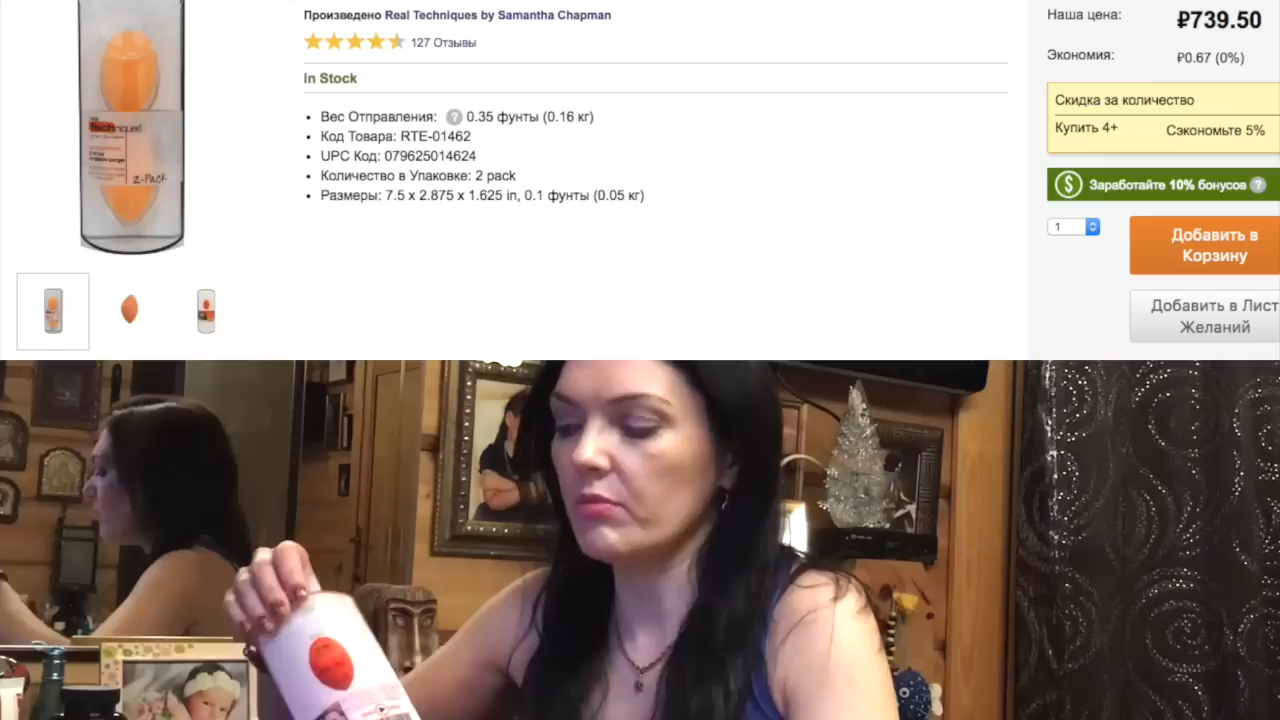 Произведено Real Techniques by Samantha Chapman
127 Отзывы
In Stock
Вес Отправления: ? 0.35 фунты (0.16 кг)
Код Товара: RTE-01462
UPC Код: 079625014624
Количество в Упаковке: 2 pack
Размеры: 7.5 x 2.875 x 1.625 in, 0.1 фунты (0.05 кг)
Наша цена: ₽739.50
Экономия: ₽0.67 (0%)
Скидка за количество
Купить 4+ Сэкономьте 5%
$ Заработайте 10% бонусов ?
1
Добавить в
Корзину
Добавить в Лист
Желаний
Techniques
2-Pack